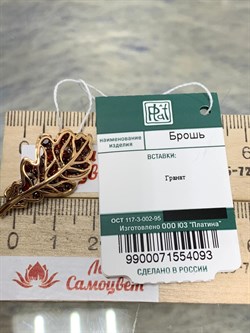 наименование
изделия
Брошь
ВСТАВКИ:
Гранат
ОСТ 117-3-002-95
Изготовлено ООО ЮЗ "Платина"
9900071554093
СДЕЛАНО В РОССИИ
Самоцвет